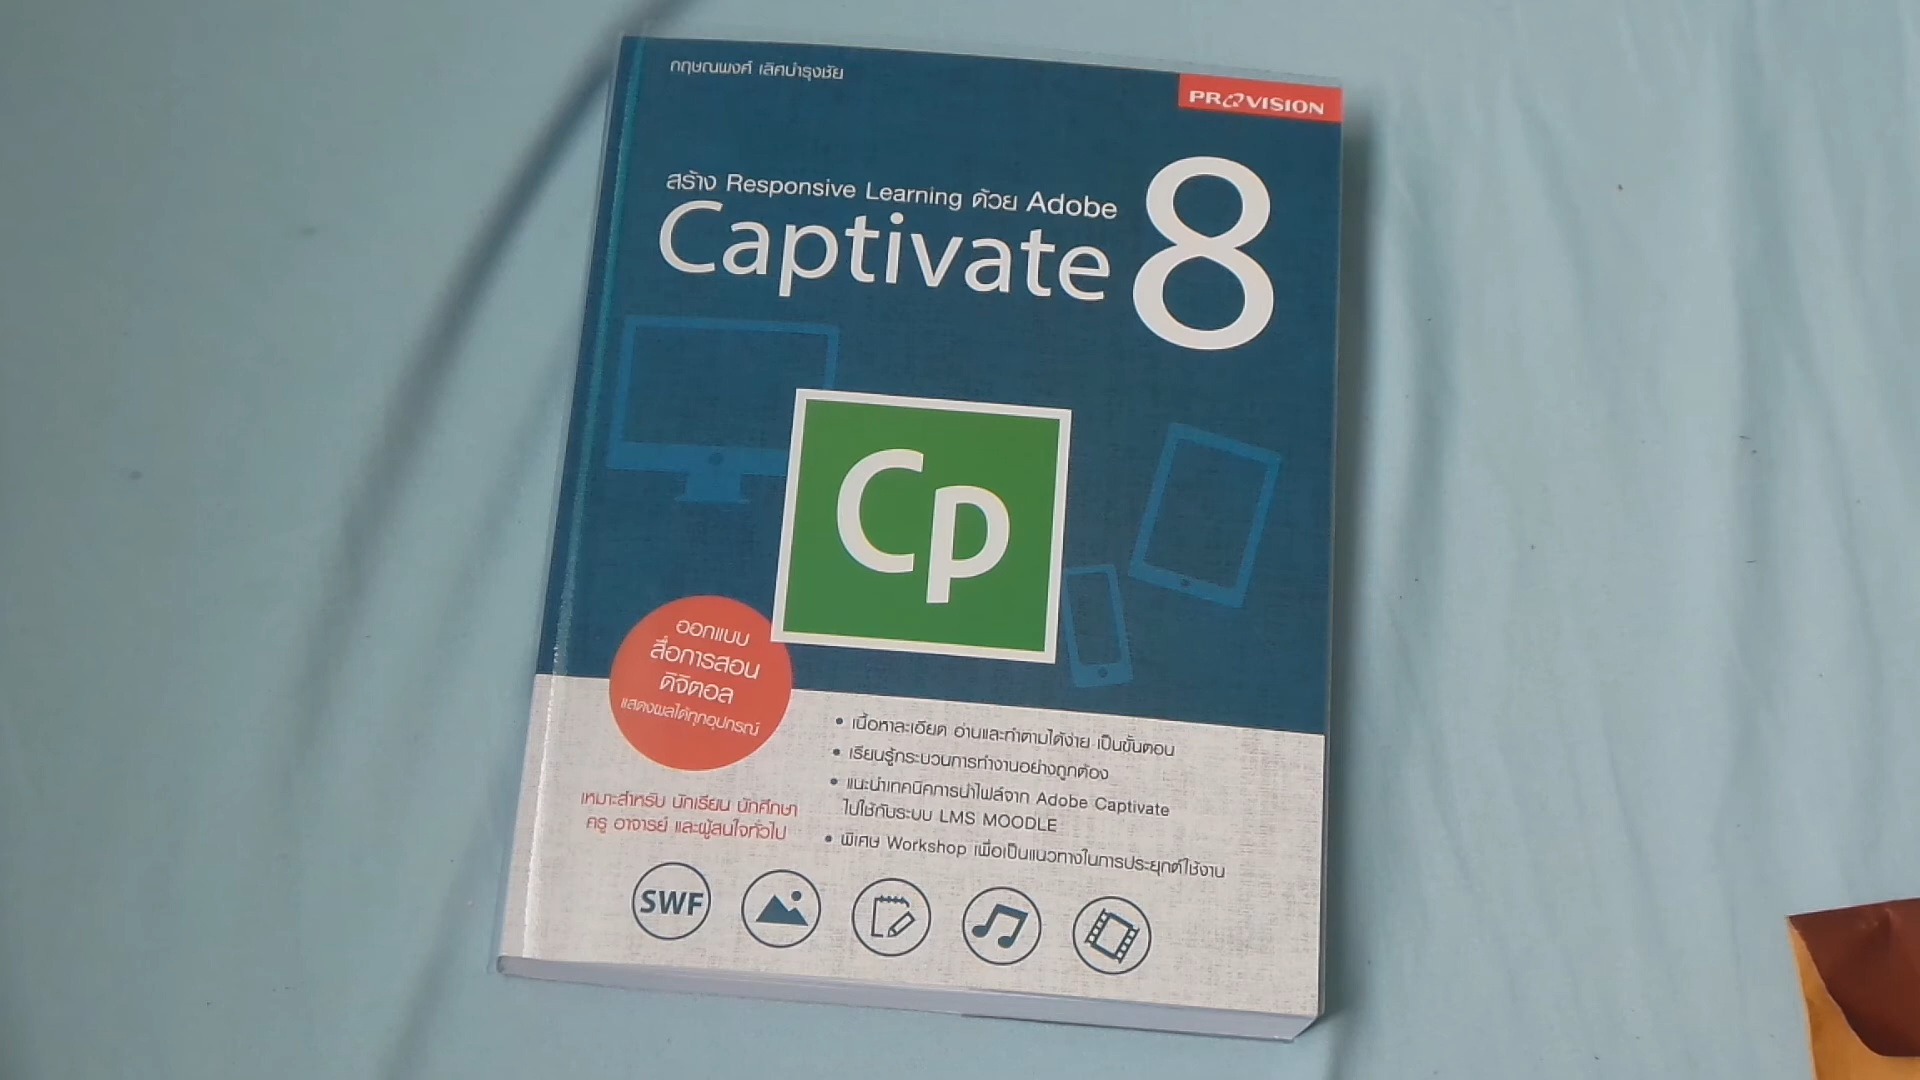 กฤษณพงศ์ เลิศบำรุงชัย
PROVISION
สร้าง Responsive Learning ด้วย Adobe
Captivate 8
Cp
ออกแบบ
สื่อการสอน
ดิจิตอล
แสดงผลได้ทุกอุปกรณ์
• เนื้อหาละเอียด อ่านและทำตามได้ง่าย เป็นขั้นตอน
• เรียนรู้กระบวนการทำงานอย่างถูกต้อง
• แนะนำเทคนิคการนำไฟล์จาก Adobe Captivate
ไปใช้กับระบบ LMS MOODLE
• พิเศษ Workshop เพื่อเป็นแนวทางในการประยุกต์ใช้งาน
เหมาะสำหรับ นักเรียน นักศึกษา
ครู อาจารย์ และผู้สนใจทั่วไป
SWF